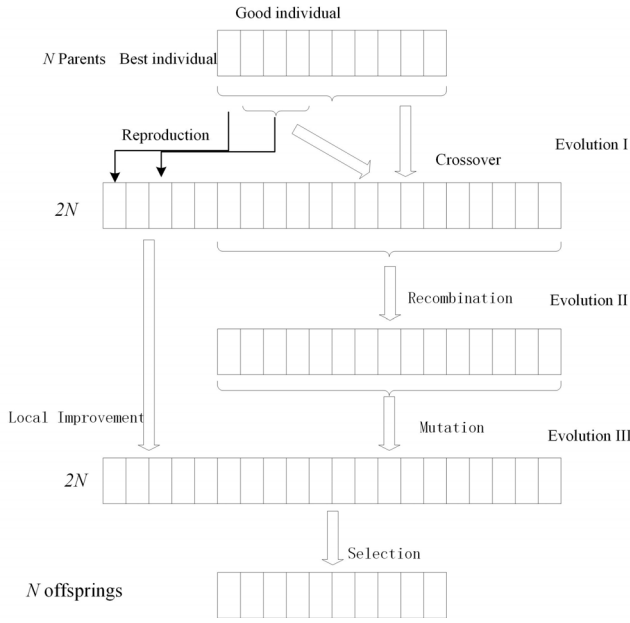 Good individual
N Parents Best individual
Reproduction
Evolution I
Crossover
2N
Recombination
Evolution II
Local Improvement
Mutation
Evolution III
2N
Selection
N offsprings